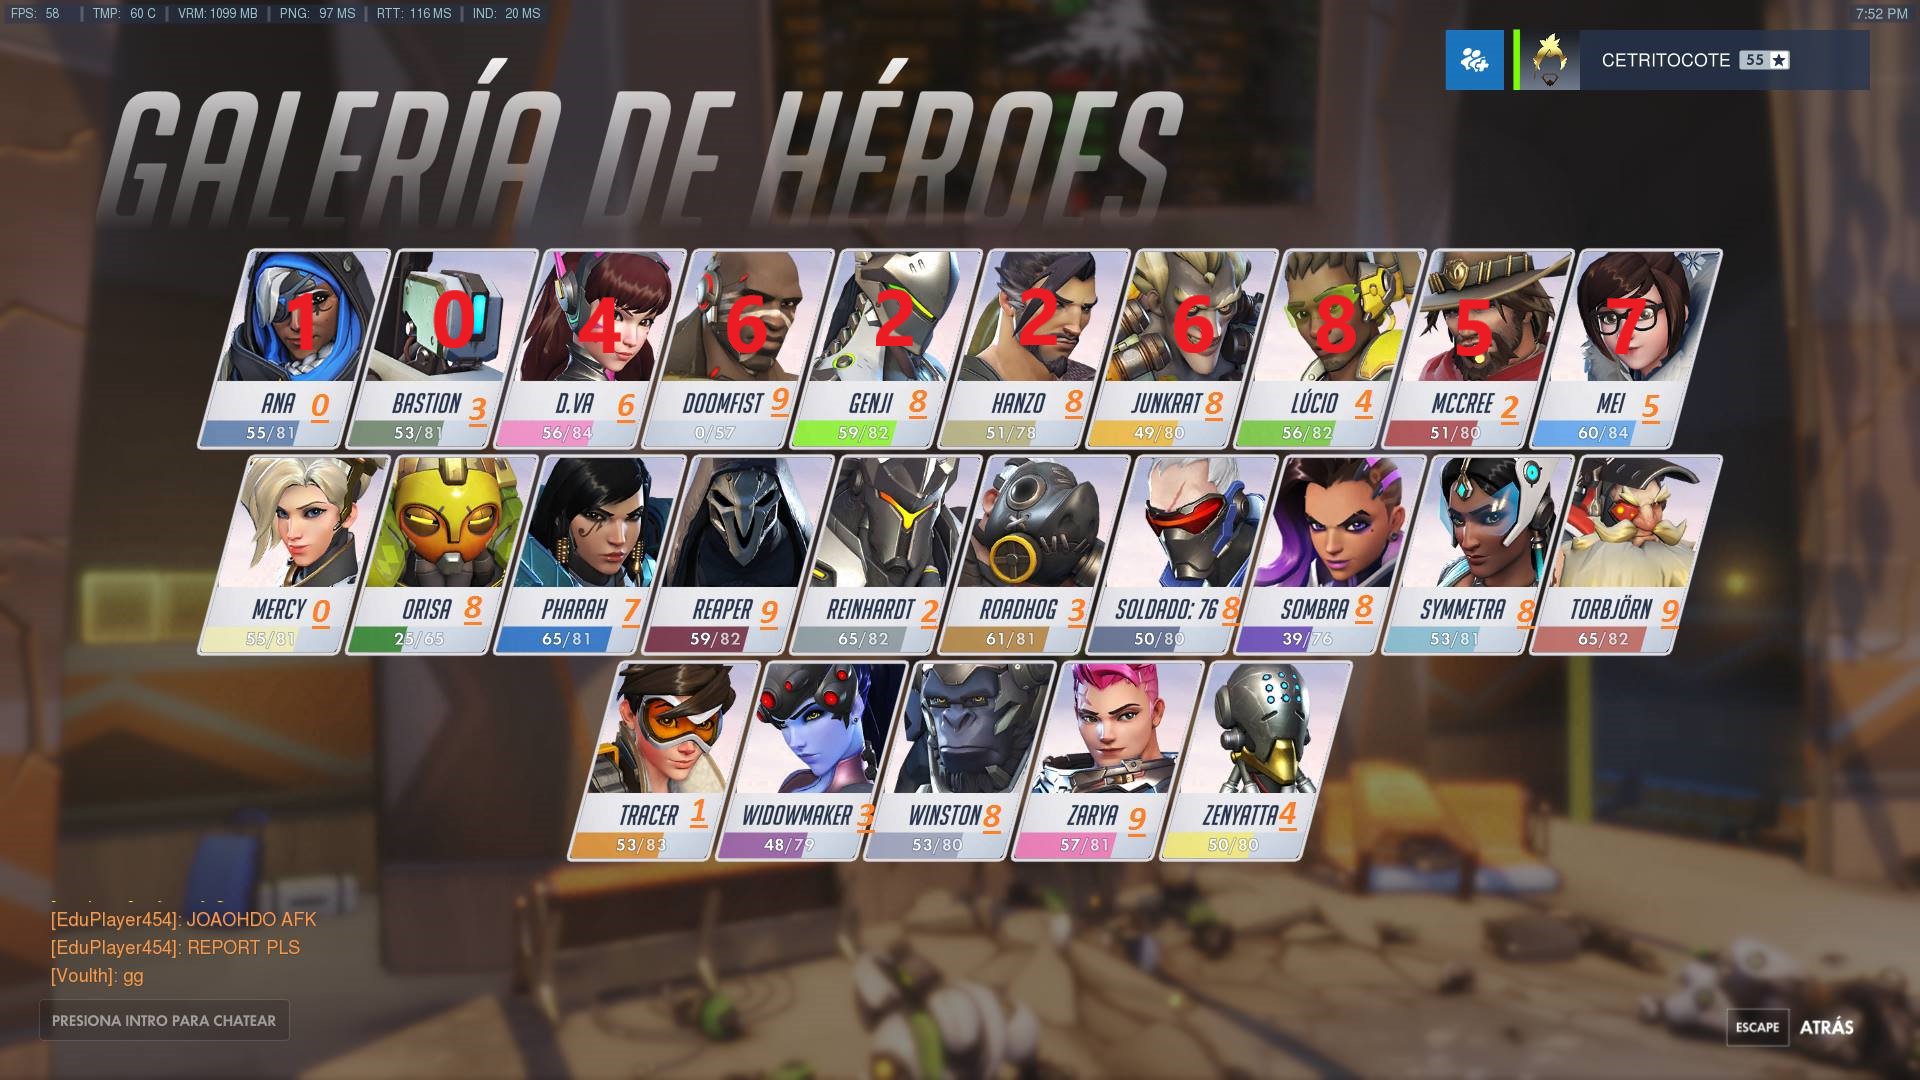 FPS: 58 | TMP: 60 C | VRM: 1099 MB | PNG: 97 MS | RTT: 116 MS | IND: 20 MS
7:52 PM
CETRITOCOTE 55
GALERÍA DE HÉROES
1 0 4 6 2 2 6 8 5 7
ANA 0 BASTION 3 D.VA 6 DOOMFIST 9 GENJI 8 HANZO 8 JUNKRAT 8 LÚCIO 4 MCCREE 2 MEI 5
55/81 53/81 56/84 0/57 59/82 51/78 49/80 56/82 51/80 60/84
MERCY 0 ORISA 8 PHARAH 7 REAPER 9 REINHARDT 2 ROADHOG 3 SOLDADO: 76 8 SOMBRA 8 SYMMETRA 8 TORBJÖRN 9
55/81 25/65 65/81 59/82 65/82 61/81 50/80 39/76 53/81 65/82
TRACER 1 WIDOWMAKER 3 WINSTON 8 ZARYA 9 ZENYATTA 4
53/83 48/79 53/80 57/81 50/80
[EduPlayer454]: JOAOHDO AFK
[EduPlayer454]: REPORT PLS
[Voulth]: gg
PRESIONA INTRO PARA CHATEAR
ESCAPE ATRÁS